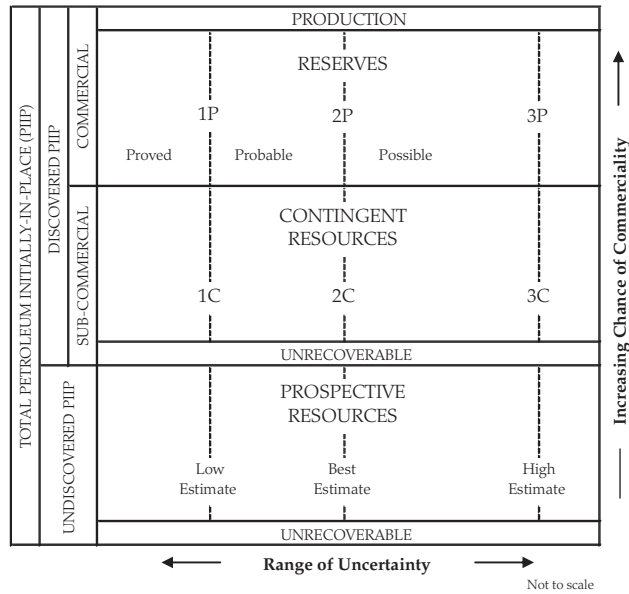 TOTAL PETROLEUM INITIALLY-IN-PLACE (PIIP)
DISCOVERED PIIP
UNDISCOVERED PIIP
COMMERCIAL
SUB-COMMERCIAL
PRODUCTION
RESERVES
1P 2P 3P
Proved Probable Possible
CONTINGENT
RESOURCES
1C 2C 3C
UNRECOVERABLE
PROSPECTIVE
RESOURCES
Low Best High
Estimate Estimate Estimate
UNRECOVERABLE
Increasing Chance of Commerciality
Range of Uncertainty
Not to scale